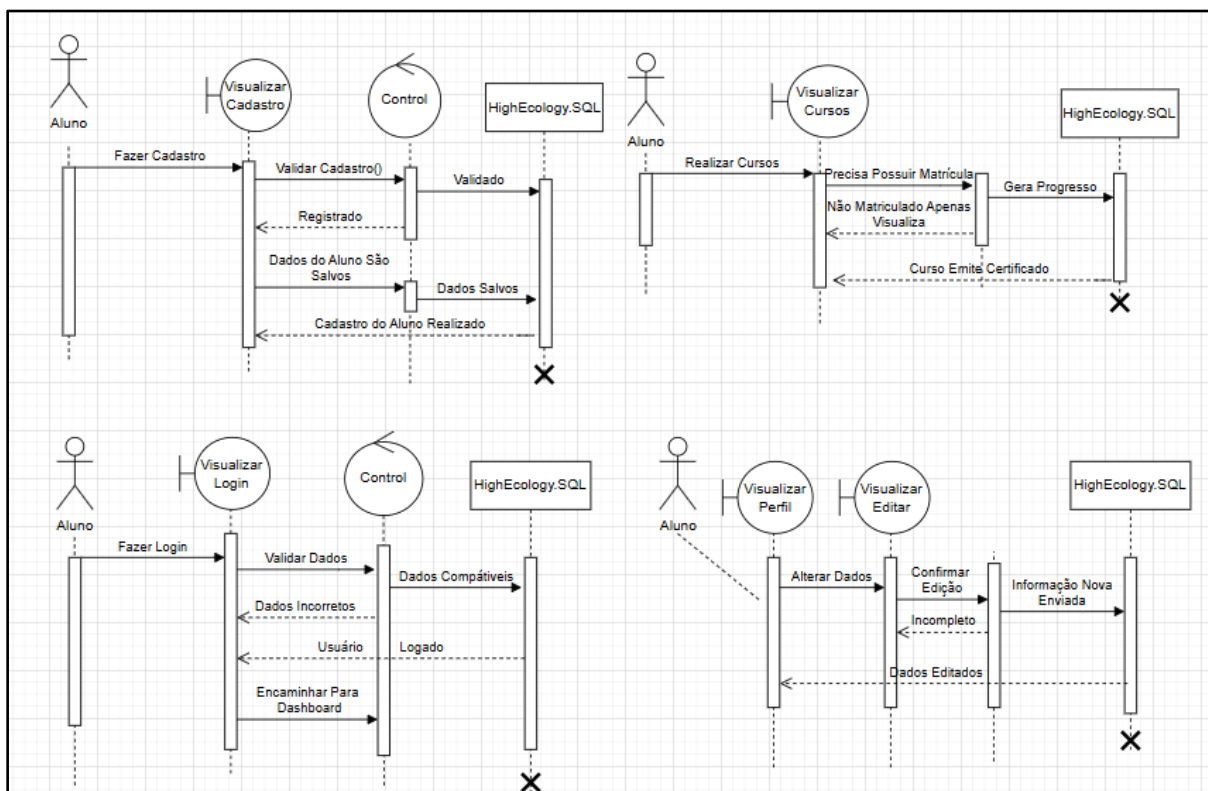 Aluno
Visualizar
Cadastro
Control
HighEcology.SQL
Fazer Cadastro
Validar Cadastro()
Validado
Registrado
Dados do Aluno São
Salvos
Dados Salvos
Cadastro do Aluno Realizado
Aluno
Visualizar
Cursos
HighEcology.SQL
Realizar Cursos
Precisa Possuir Matrícula
Gera Progresso
Não Matriculado Apenas
Visualiza
Curso Emite Certificado
Aluno
Visualizar
Login
Control
HighEcology.SQL
Fazer Login
Validar Dados
Dados Compátiveis
Dados Incorretos
Usuário Logado
Encaminhar Para
Dashboard
Aluno
Visualizar
Perfil
Visualizar
Editar
HighEcology.SQL
Alterar Dados
Confirmar
Edição
Informação Nova
Enviada
Incompleto
Dados Editados